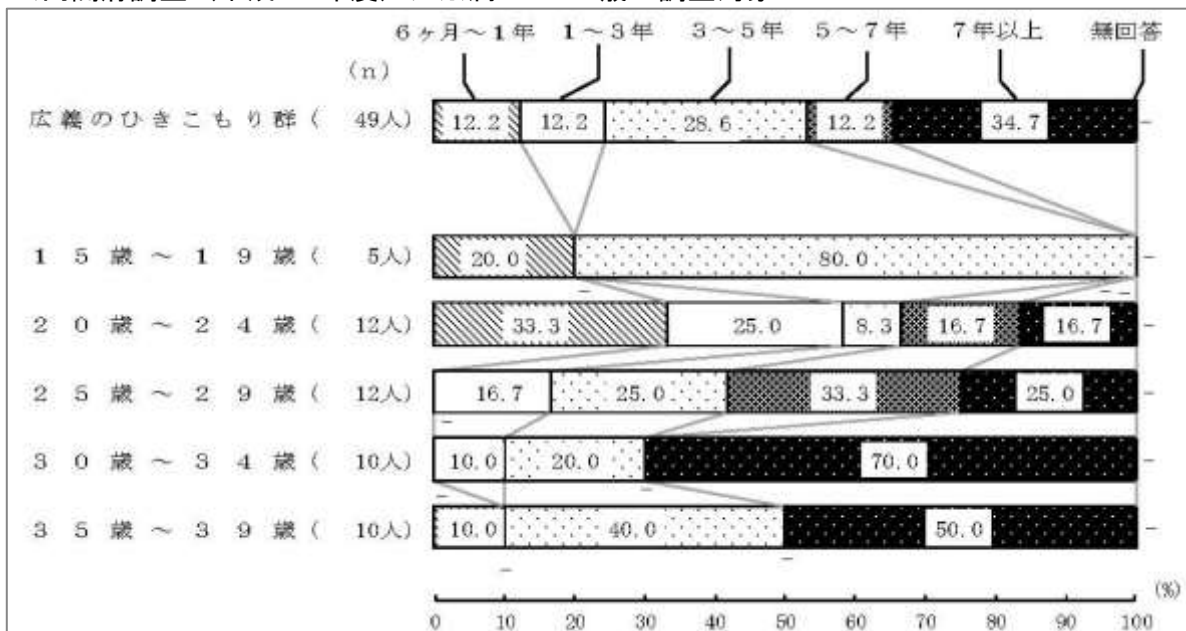 6ヶ月～1年 1～3年 3～5年 5～7年 7年以上 無回答
(n)
広義のひきこもり群( 49人) 12.2 12.2 28.6 12.2 34.7 -
15歳～19歳( 5人) 20.0 80.0 -
- - -
20歳～24歳( 12人) 33.3 25.0 8.3 16.7 16.7 -
25歳～29歳( 12人) 16.7 25.0 33.3 25.0 -
-
30歳～34歳( 10人) 10.0 20.0 70.0 -
- -
35歳～39歳( 10人) 10.0 40.0 50.0 -
- -
(%)
0 10 20 30 40 50 60 70 80 90 100